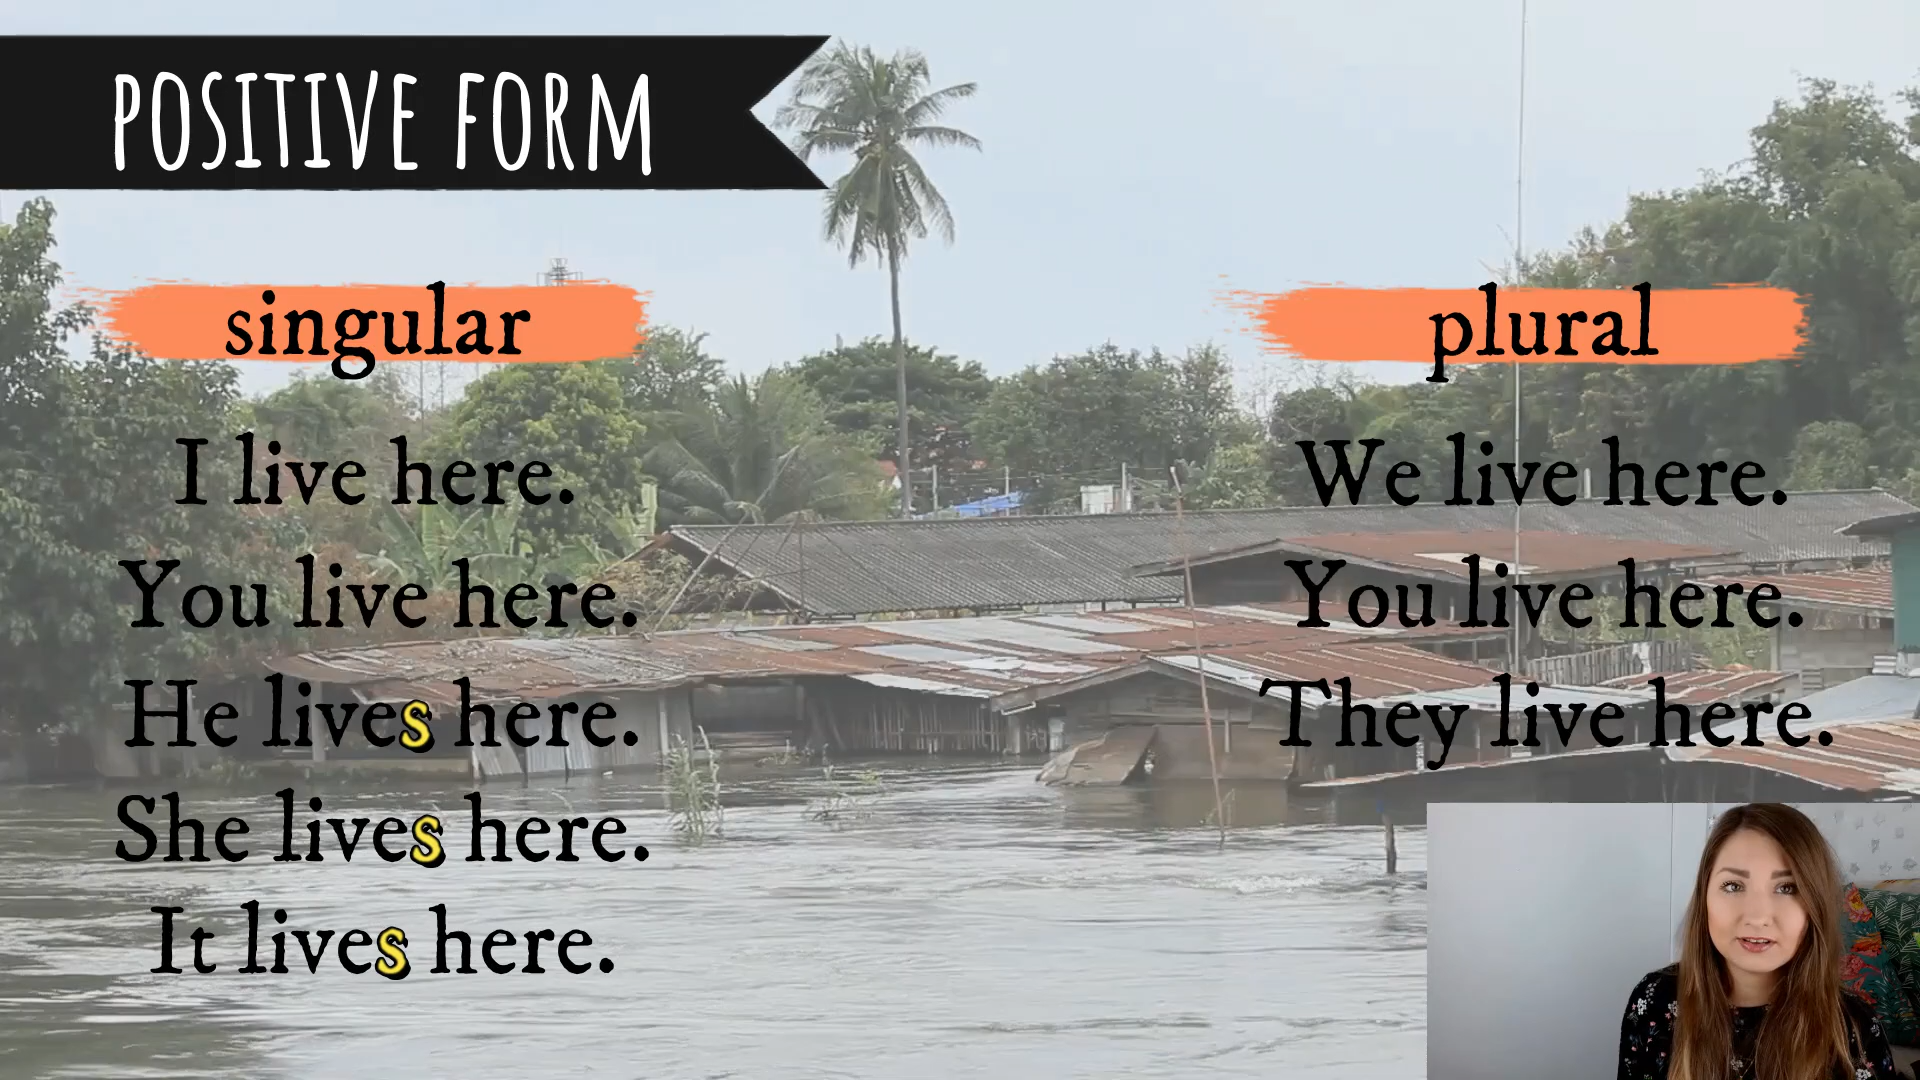 POSITIVE FORM
singular
I live here.
You live here.
He lives here.
She lives here.
It lives here.
plural
We live here.
You live here.
They live here.